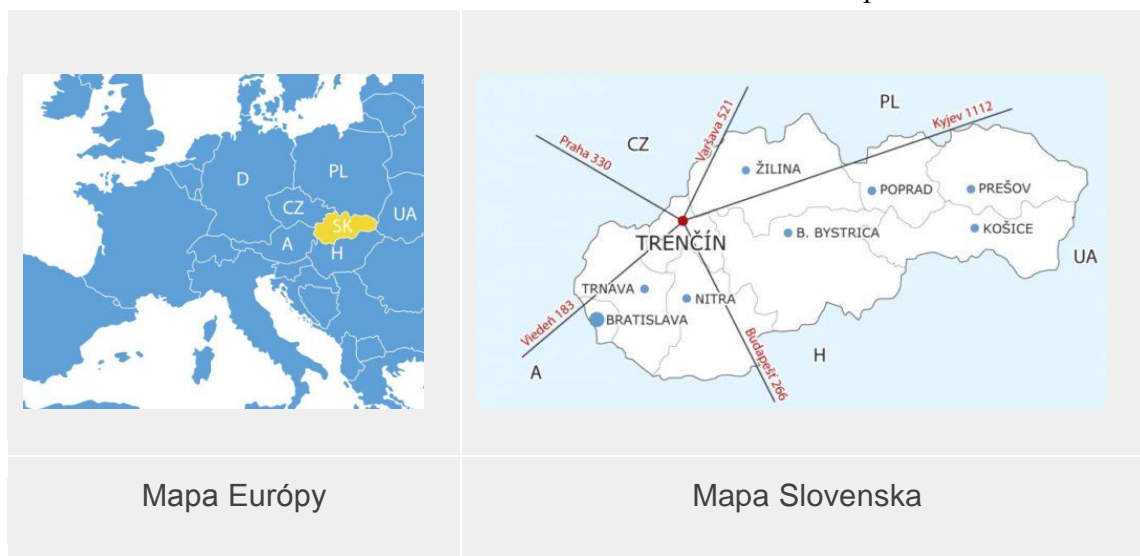 D
PL
CZ
SK
UA
A
H
PL
CZ
Varšava 521
Kyjev 1112
Praha 330
ŽILINA
POPRAD
PREŠOV
TRENČÍN
B. BYSTRICA
KOŠICE
UA
TRNAVA
NITRA
Viedeň 183
BRATISLAVA
Budapešť 266
H
A
Mapa Európy
Mapa Slovenska